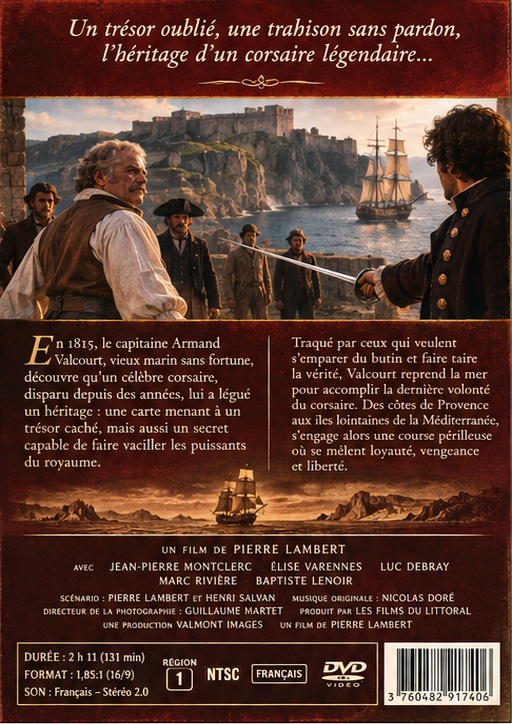 Un trésor oublié, une trahison sans pardon,
l'héritage d'un corsaire légendaire...
En 1815, le capitaine Armand
Valcourt, vieux marin sans fortune,
découvre qu'un célèbre corsaire,
disparu depuis des années, lui a légué
un héritage : une carte menant à un
trésor caché, mais aussi un secret
capable de faire vaciller les puissants
du royaume.
Traqué par ceux qui veulent
s'emparer du butin et faire taire
la vérité, Valcourt reprend la mer
pour accomplir la dernière volonté
du corsaire. Des côtes de Provence
aux îles lointaines de la Méditerranée,
s'engage alors une course périlleuse
où se mêlent loyauté, vengeance
et liberté.
UN FILM DE PIERRE LAMBERT
AVEC JEAN-PIERRE MONTCLERC ÉLISE VARENNES LUC DEBRAY
MARC RIVIÈRE BAPTISTE LENOIR
SCÉNARIO : PIERRE LAMBERT ET HENRI SALVAN MUSIQUE ORIGINALE : NICOLAS DORÉ
DIRECTEUR DE LA PHOTOGRAPHIE : GUILLAUME MARTET PRODUIT PAR LES FILMS DU LITTORAL
UNE PRODUCTION VALMONT IMAGES UN FILM DE PIERRE LAMBERT
DURÉE : 2 h 11 (131 min)
FORMAT : 1,85:1 (16/9)
SON : Français – Stéréo 2.0
RÉGION
1
NTSC
FRANÇAIS
DVD
VIDÉO
3 760482 917406